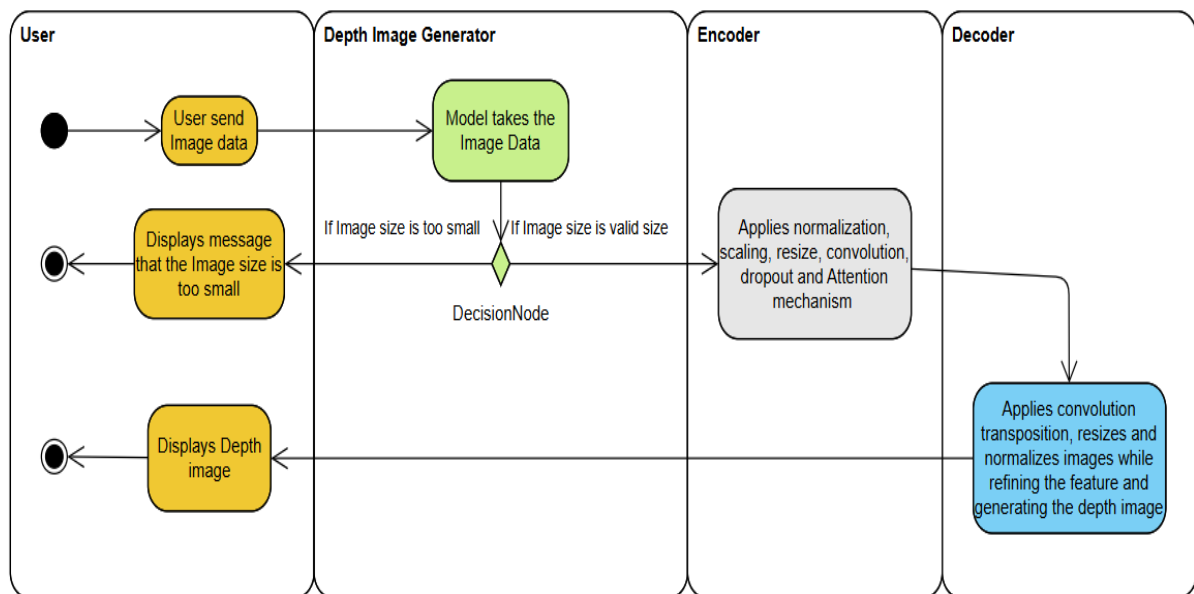 User
Depth Image Generator
Encoder
Decoder
User send
Image data
Model takes the
Image Data
If Image size is too small
If Image size is valid size
Displays message
that the Image size is
too small
DecisionNode
Applies normalization,
scaling, resize, convolution,
dropout and Attention
mechanism
Applies convolution
transposition, resizes and
normalizes images while
refining the feature and
generating the depth image
Displays Depth
image